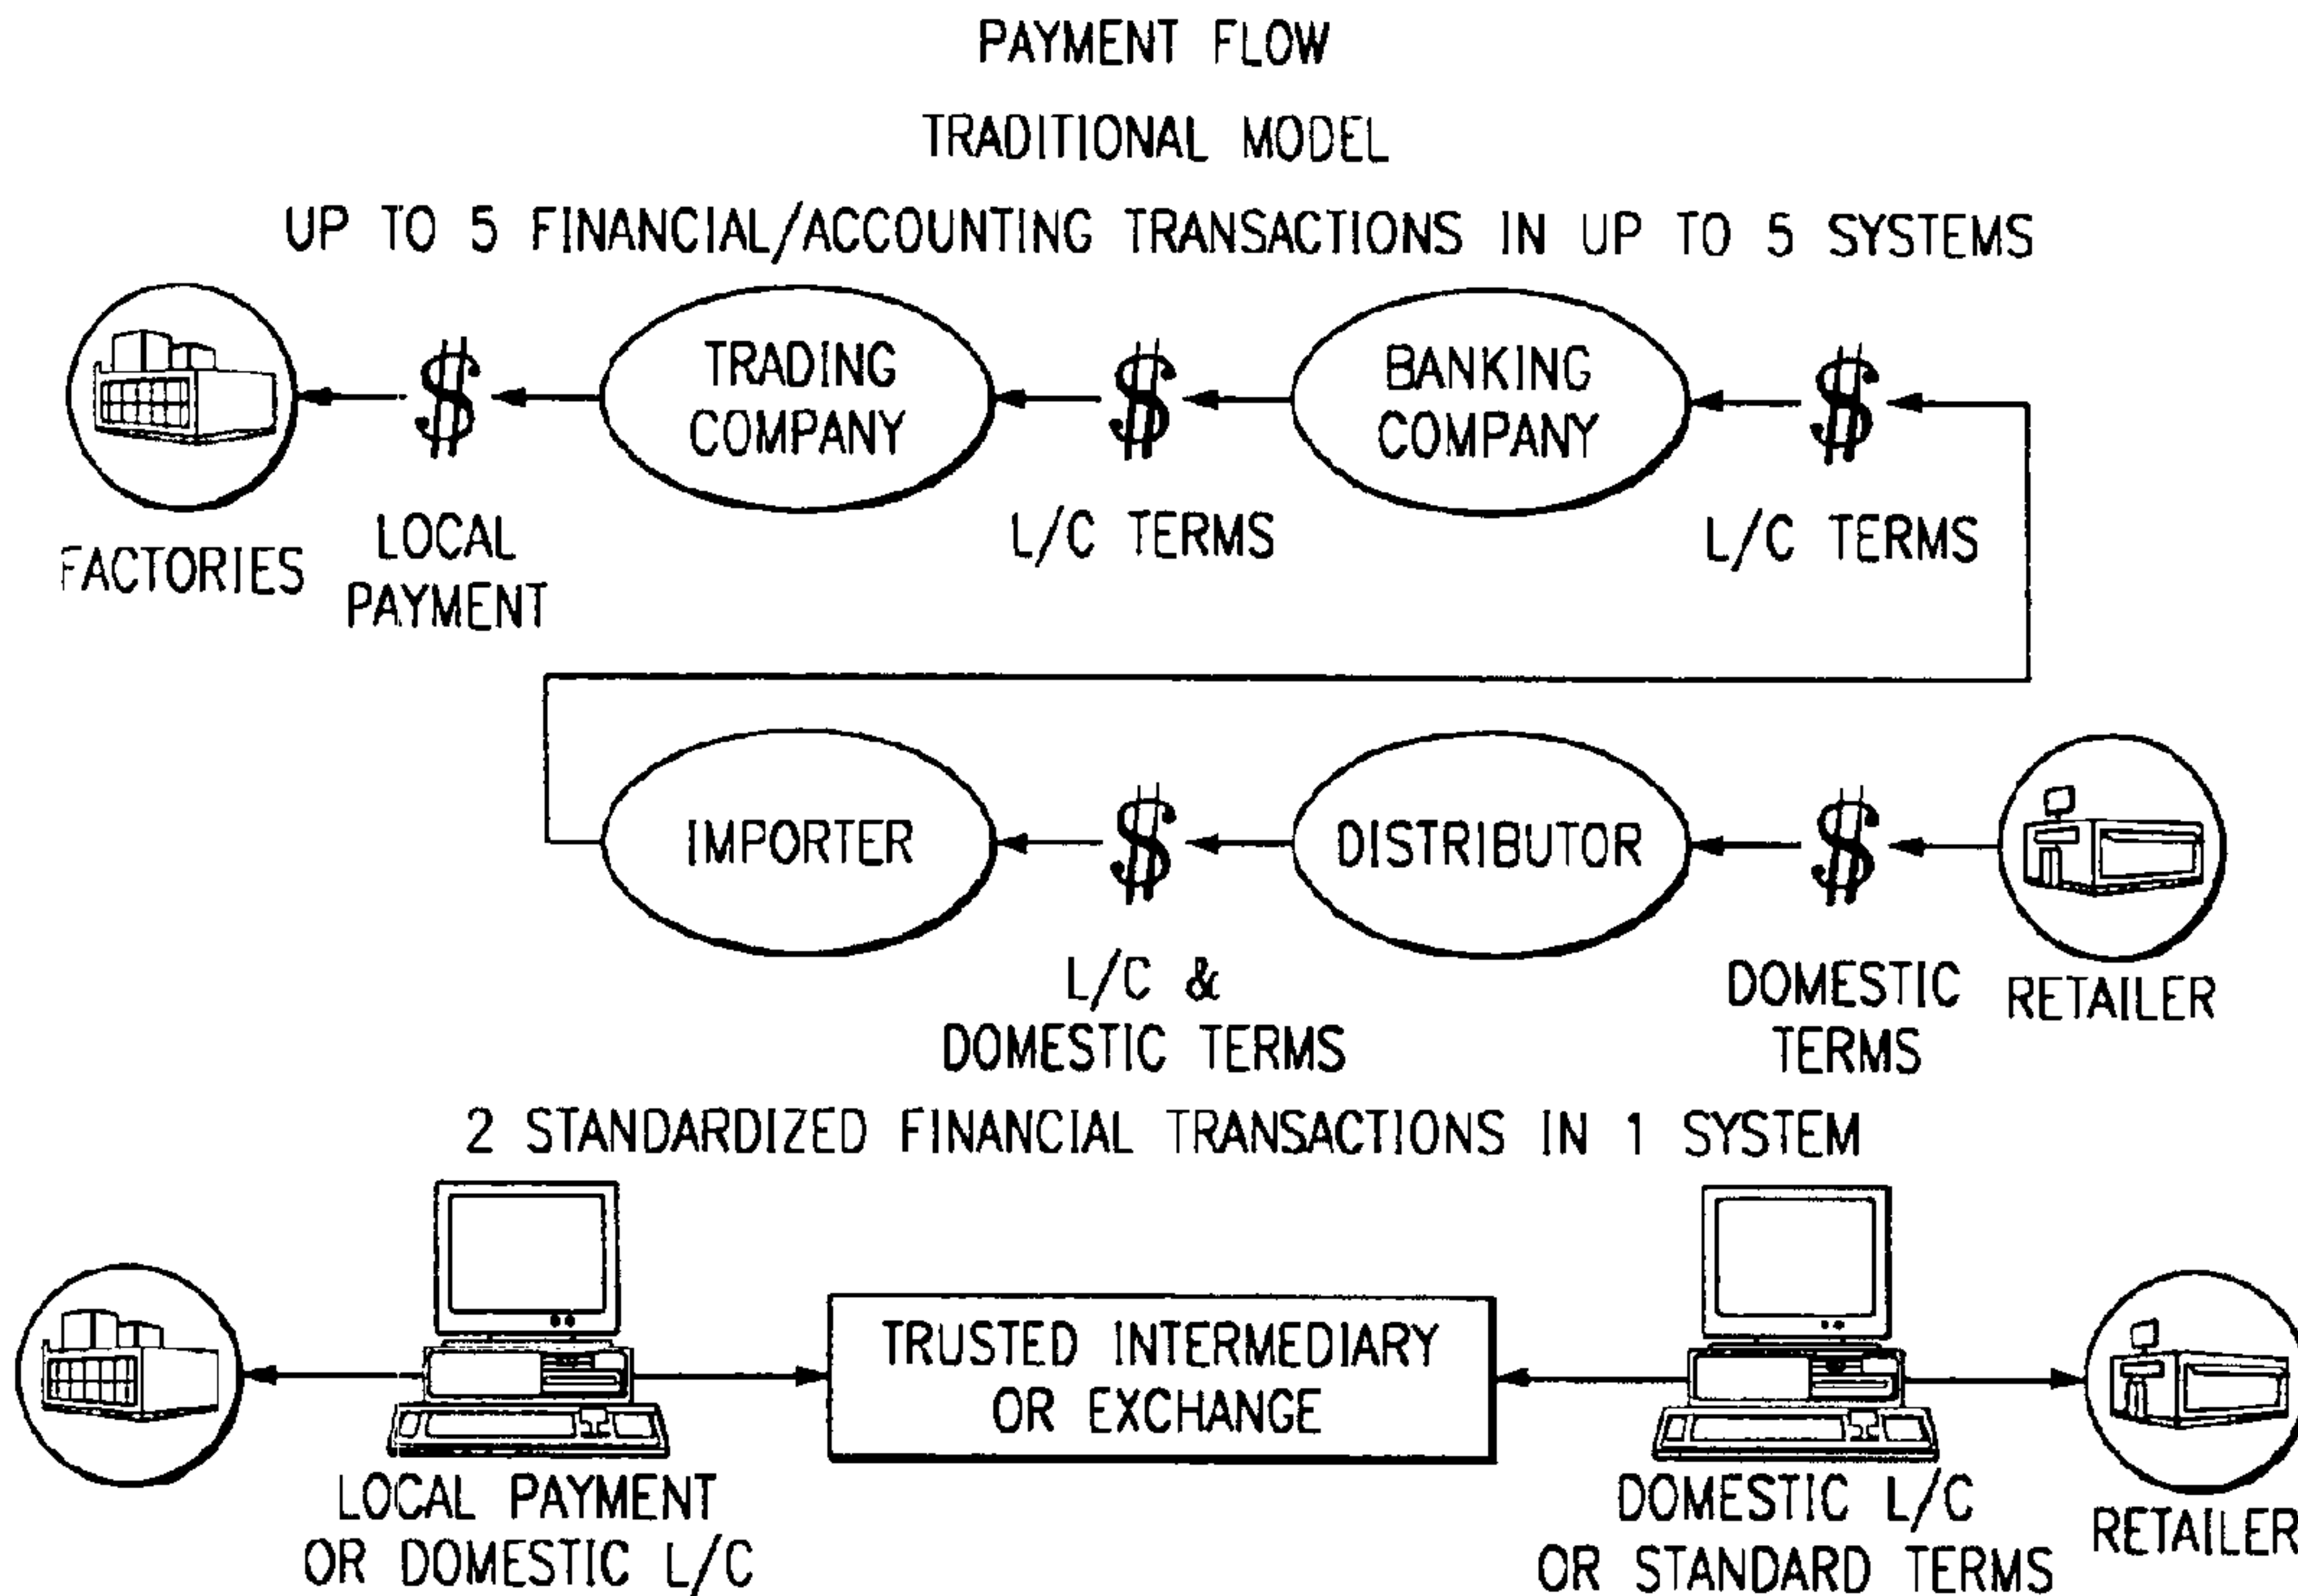 PAYMENT FLOW
TRADITIONAL MODEL
UP TO 5 FINANCIAL/ACCOUNTING TRANSACTIONS IN UP TO 5 SYSTEMS
$
TRADING
COMPANY
$
BANKING
COMPANY
$
FACTORIES
LOCAL
PAYMENT
L/C TERMS
L/C TERMS
IMPORTER
$
DISTRIBUTOR
$
L/C &
DOMESTIC TERMS
DOMESTIC
TERMS
RETAILER
2 STANDARDIZED FINANCIAL TRANSACTIONS IN 1 SYSTEM
TRUSTED INTERMEDIARY
OR EXCHANGE
LOCAL PAYMENT
OR DOMESTIC L/C
DOMESTIC L/C
OR STANDARD TERMS
RETAILER